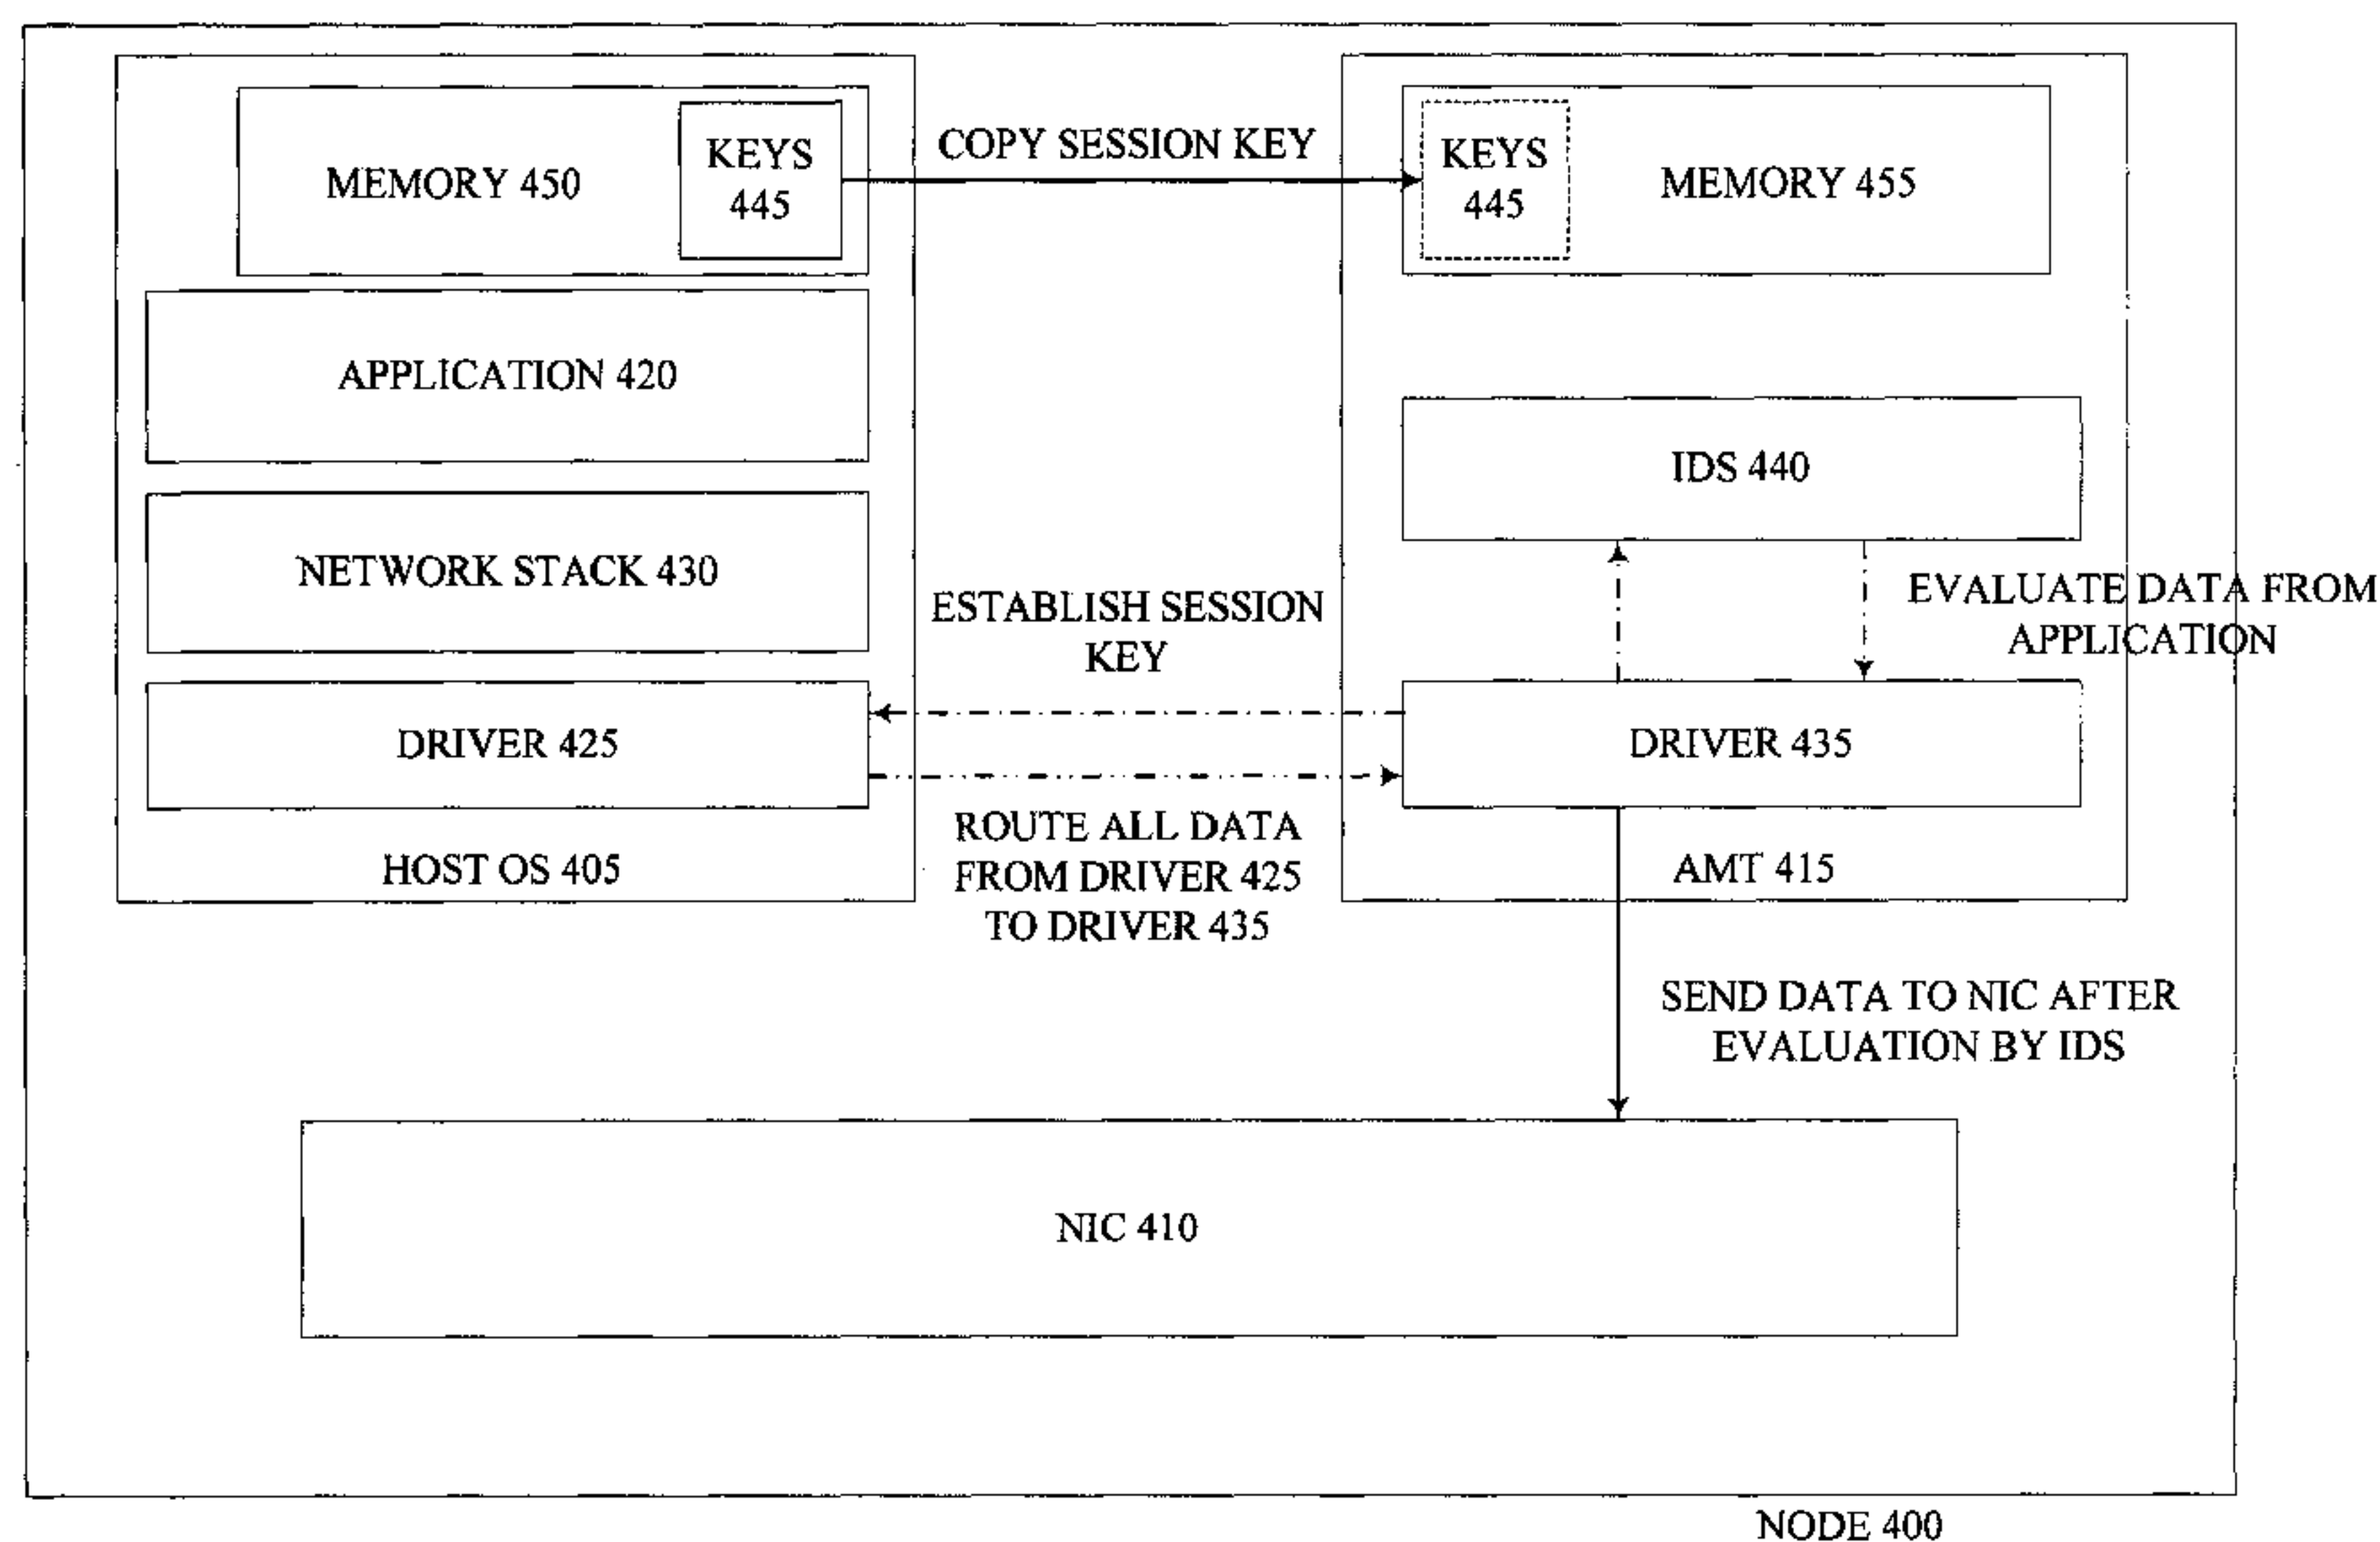 MEMORY 450
KEYS
445
COPY SESSION KEY
KEYS
445
MEMORY 455
APPLICATION 420
IDS 440
NETWORK STACK 430
ESTABLISH SESSION
KEY
EVALUATE DATA FROM
APPLICATION
DRIVER 425
DRIVER 435
ROUTE ALL DATA
FROM DRIVER 425
TO DRIVER 435
HOST OS 405
AMT 415
SEND DATA TO NIC AFTER
EVALUATION BY IDS
NIC 410
NODE 400